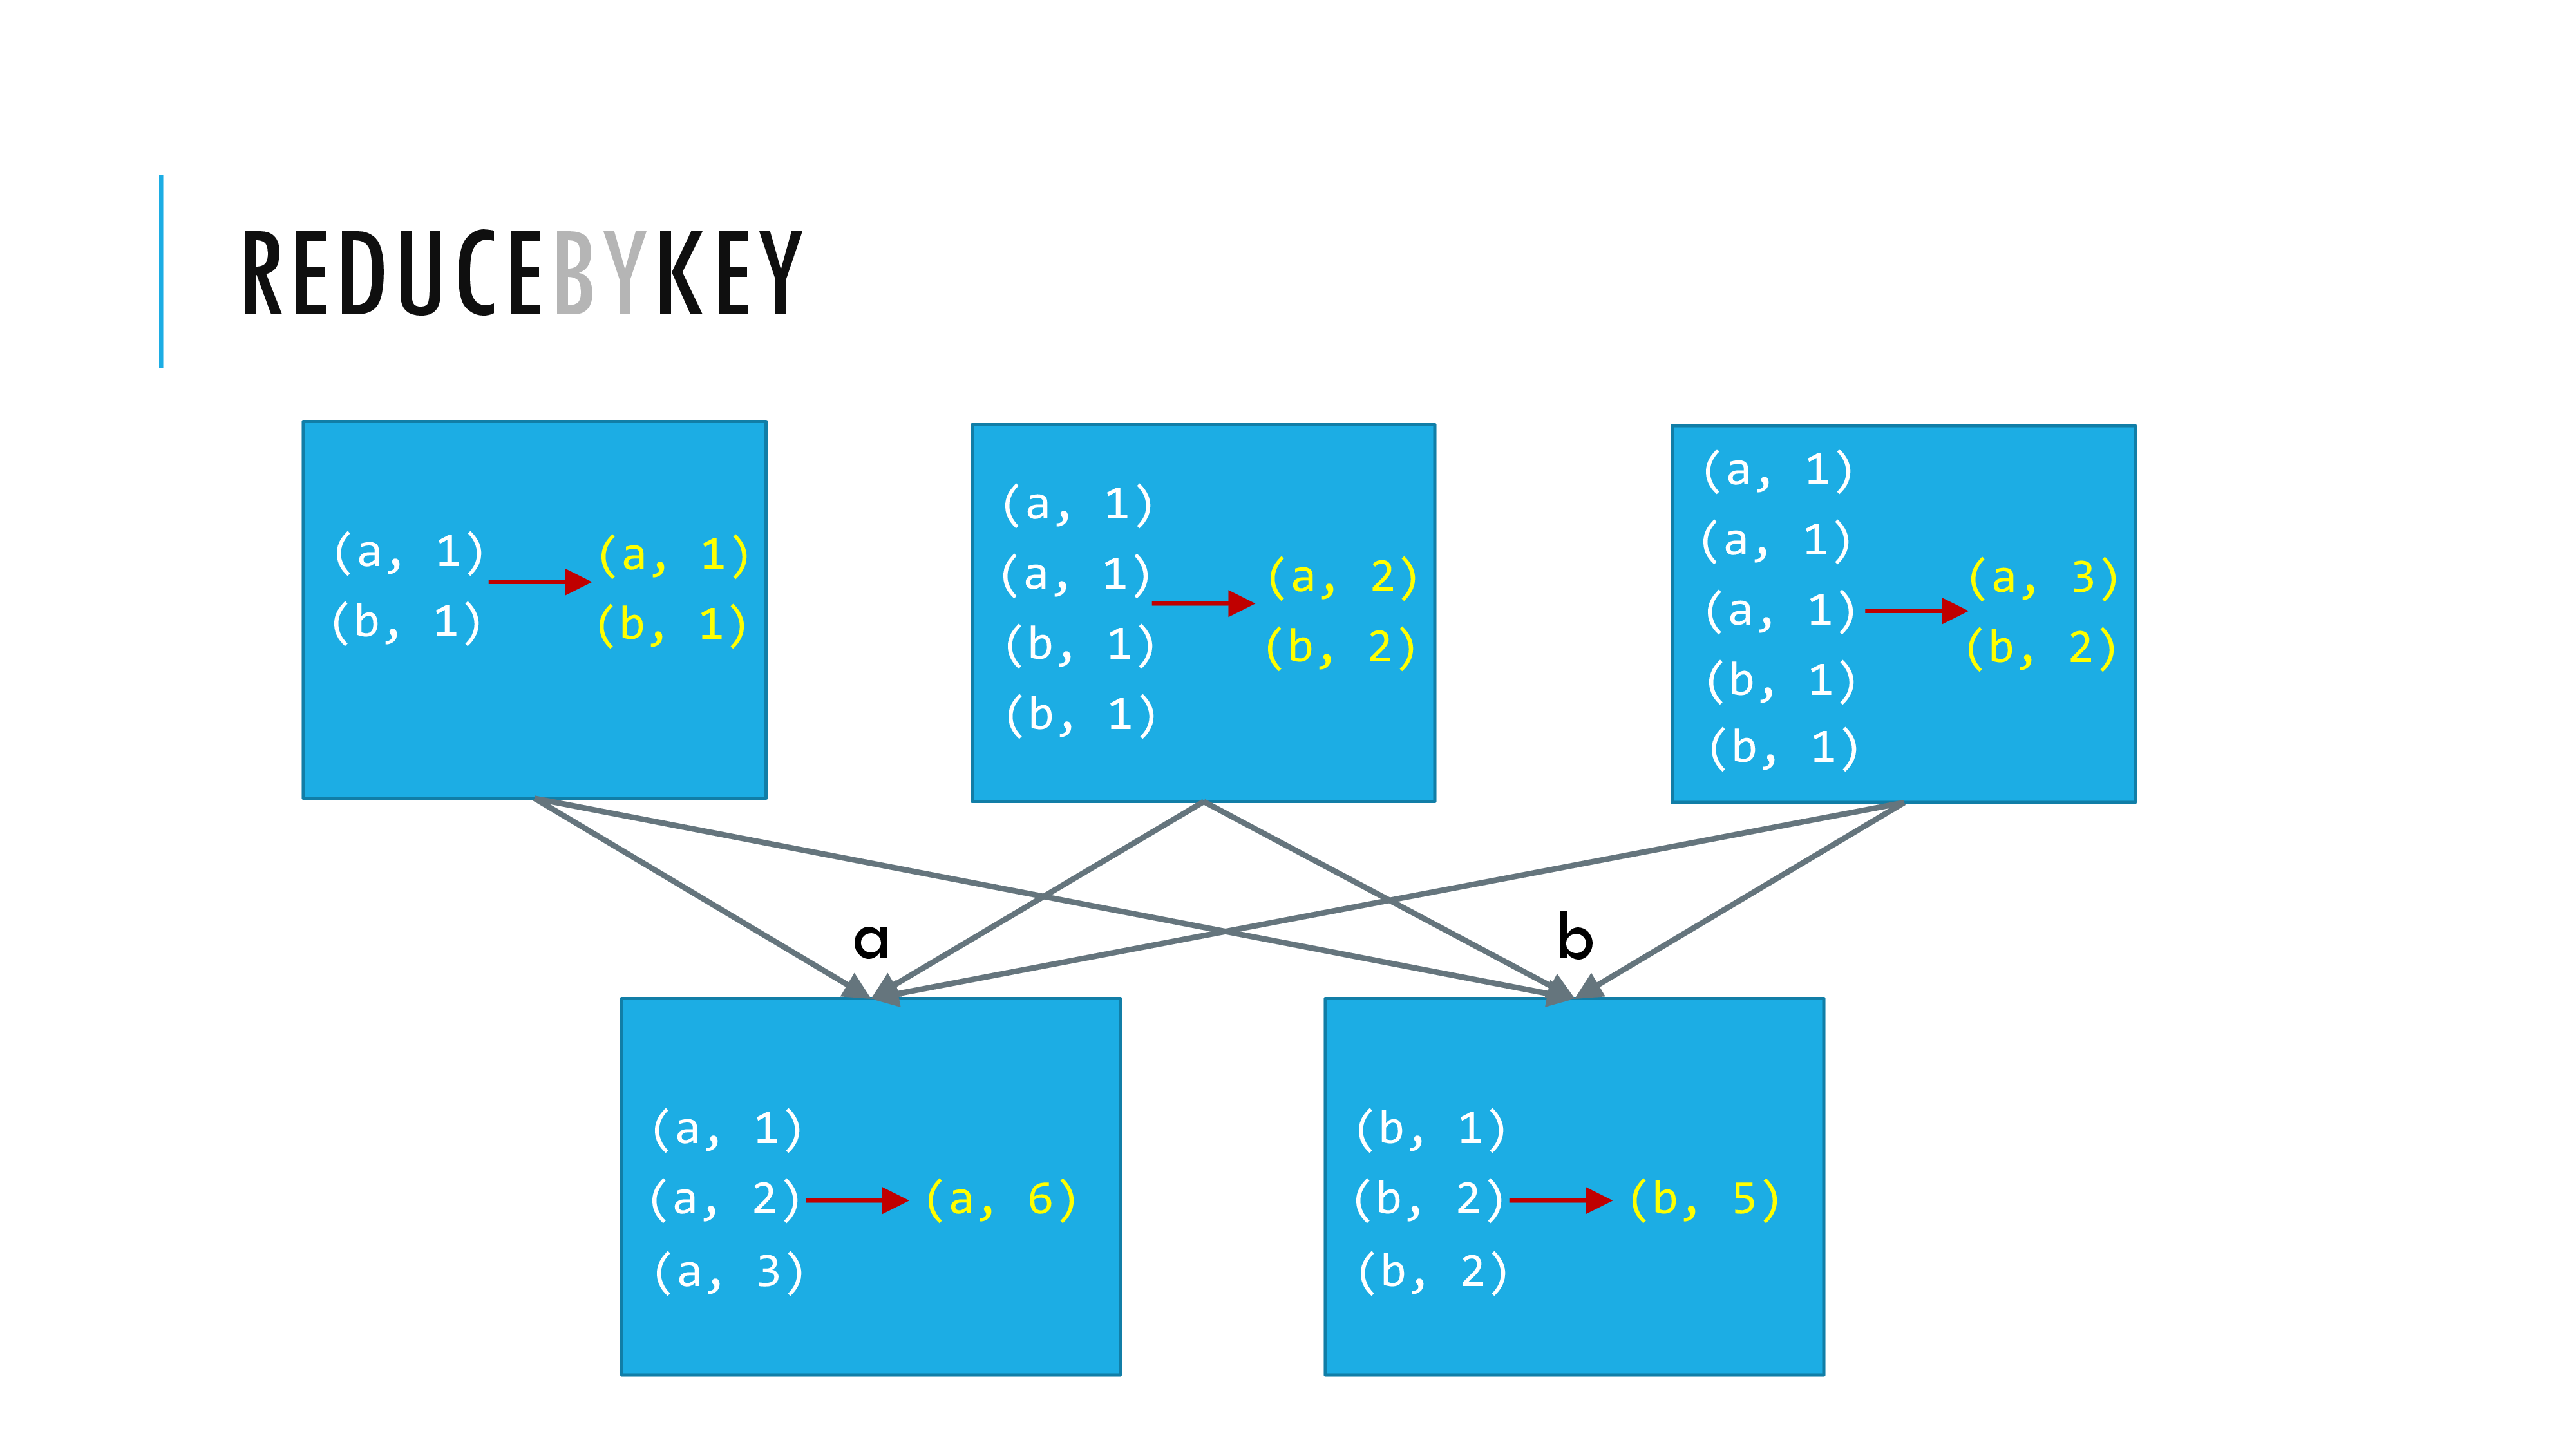 REDUCEBYKEY
(a, 1)
(b, 1)
(a, 1)
(b, 1)
(a, 1)
(a, 1)
(b, 1)
(b, 1)
(a, 2)
(b, 2)
(a, 1)
(a, 1)
(a, 1)
(b, 1)
(b, 1)
(a, 3)
(b, 2)
a
b
(a, 1)
(a, 2)
(a, 3)
(a, 6)
(b, 1)
(b, 2)
(b, 2)
(b, 5)